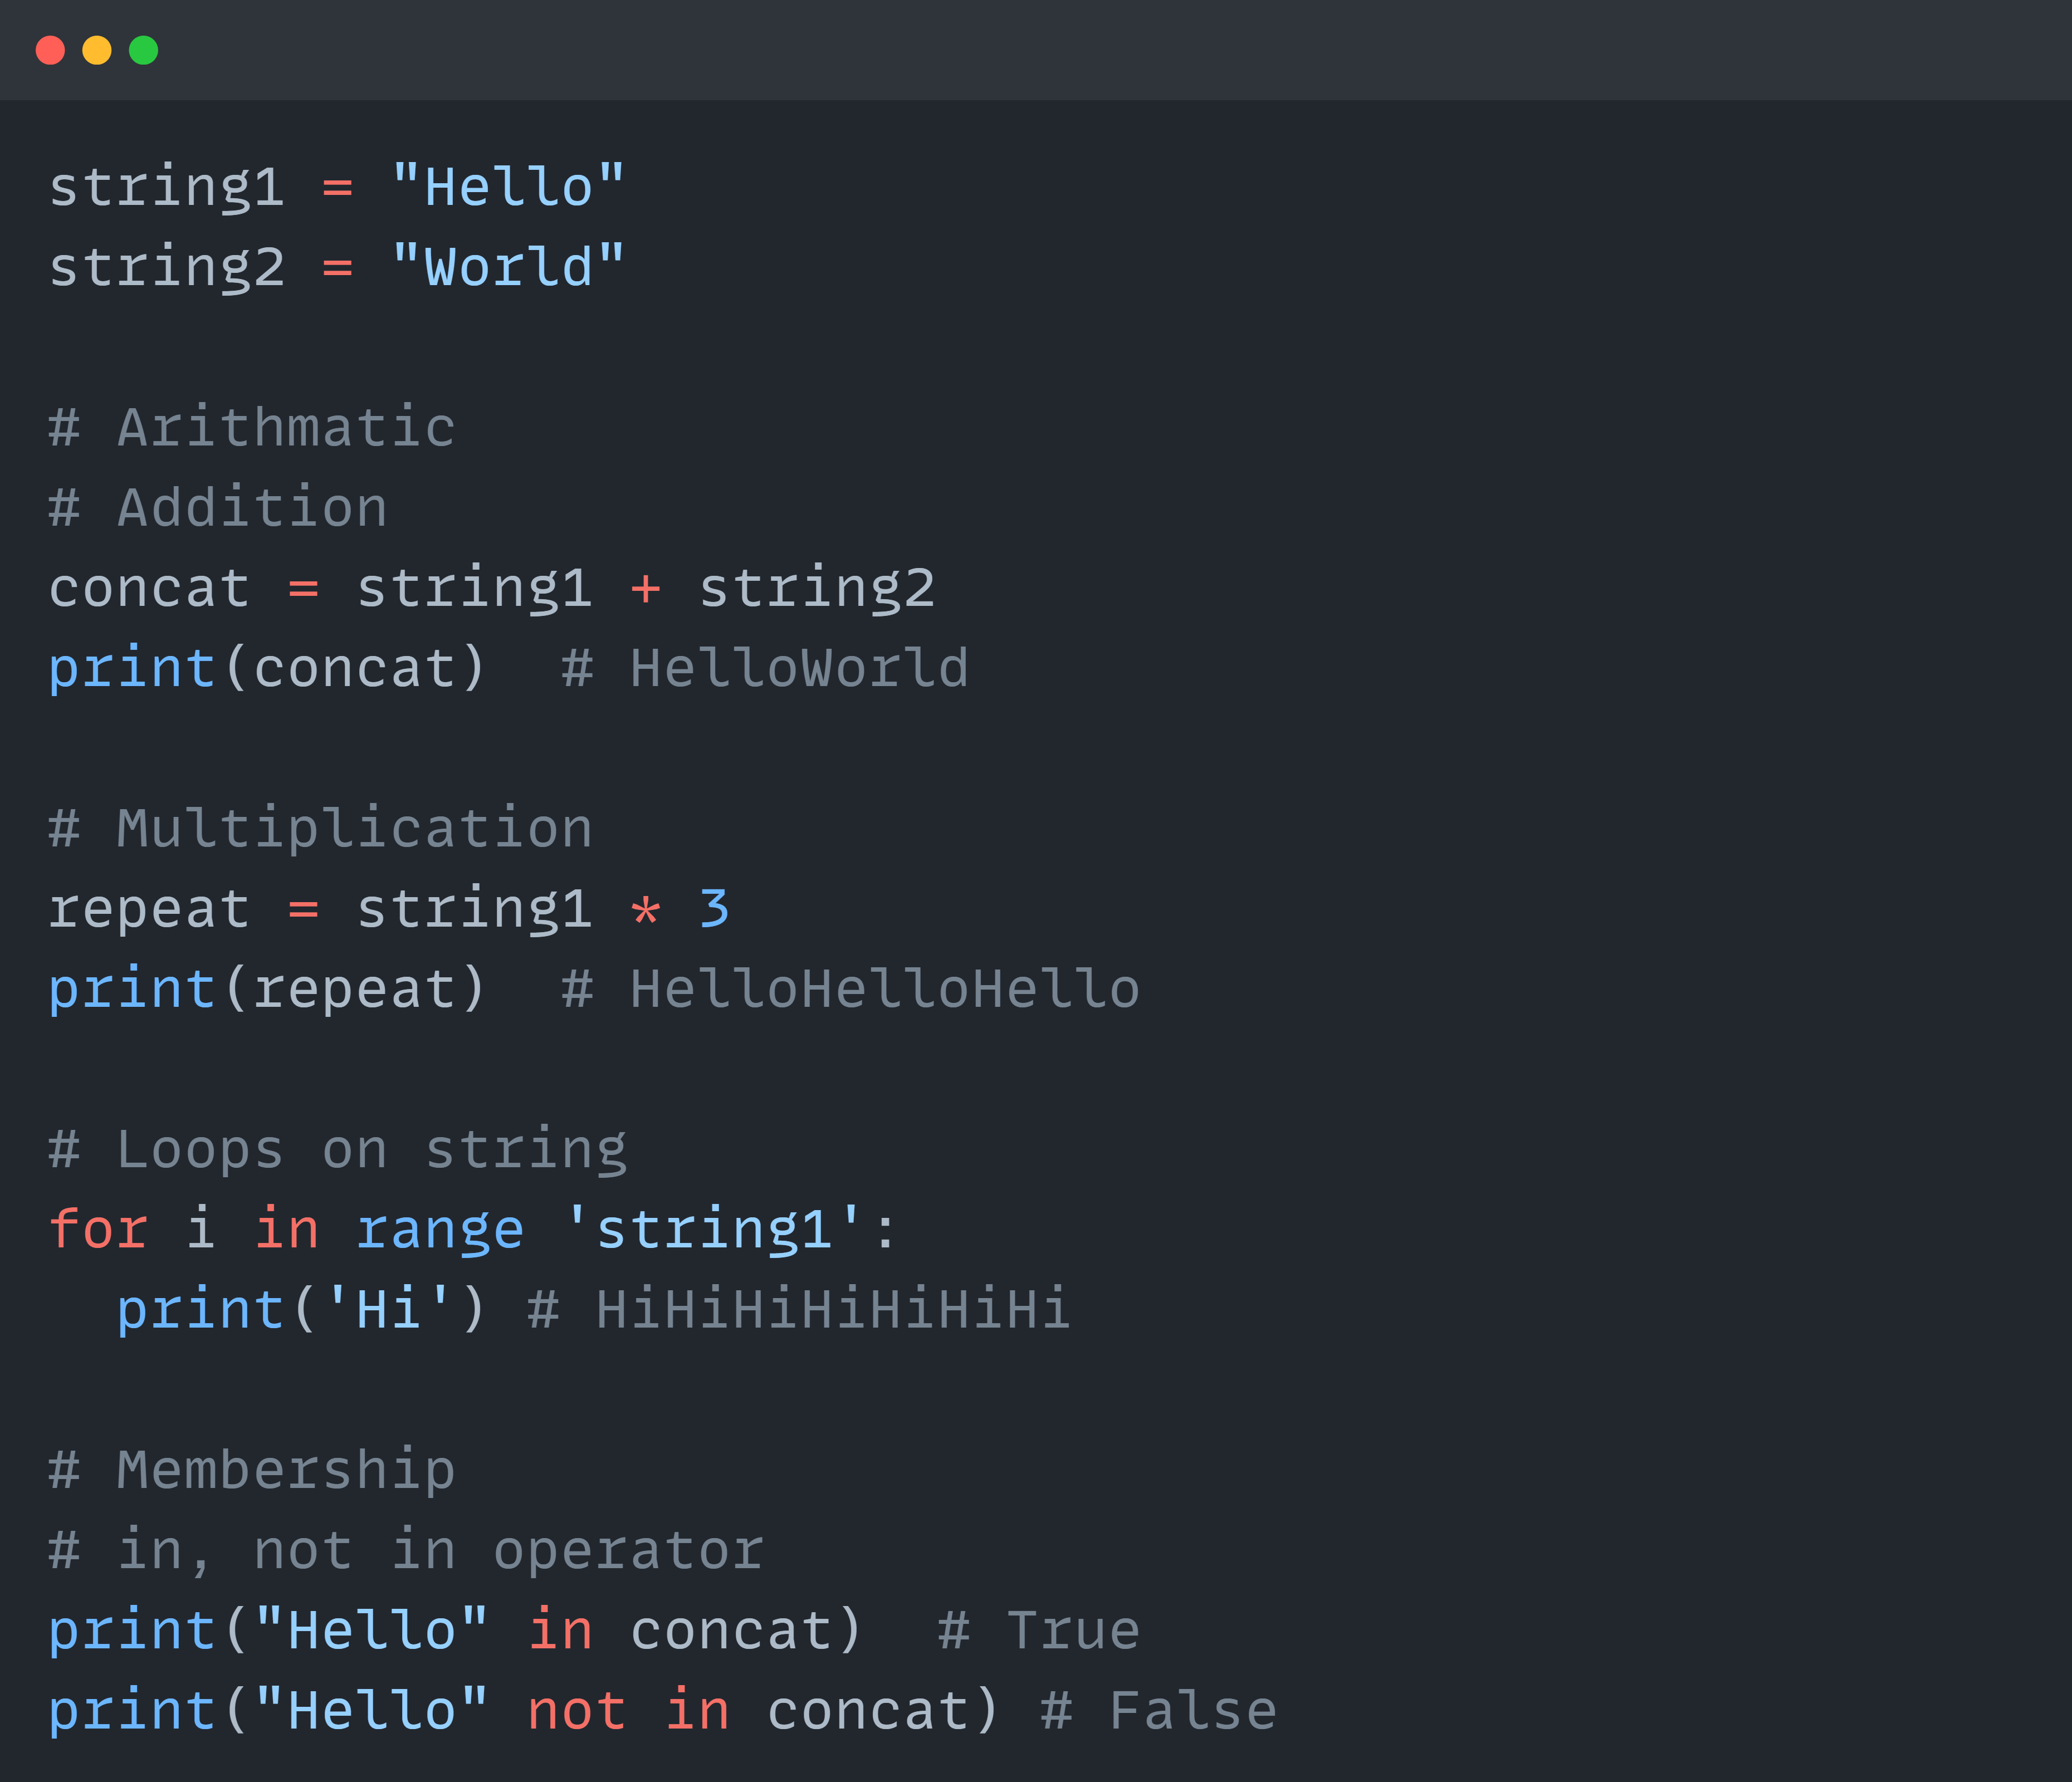 string1 = "Hello"
string2 = "World"
# Arithmatic
# Addition
concat = string1 + string2
print(concat)  # HelloWorld
# Multiplication
repeat = string1 * 3
print(repeat)  # HelloHelloHello
# Loops on string
for i in range 'string1':
  print('Hi') # HiHiHiHiHiHiHi
# Membership
# in, not in operator
print("Hello" in concat)  # True
print("Hello" not in concat) # False